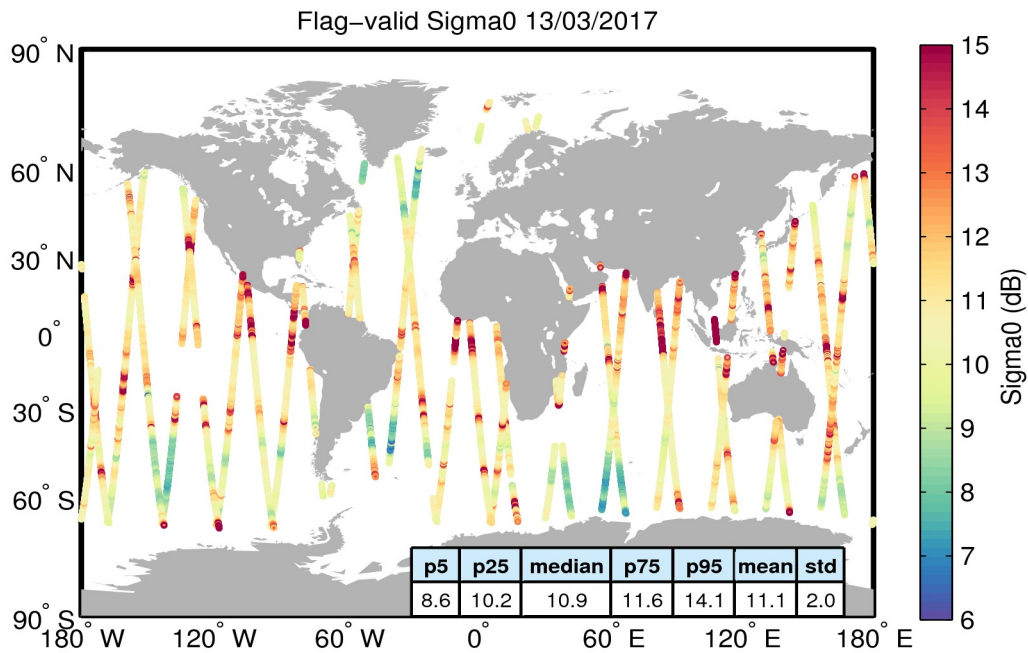 Flag−valid Sigma0 13/03/2017
90° N
60° N
30° N
0°
30° S
60° S
90° S
180° W
120° W
60° W
0°
60° E
120° E
180° E
p5 p25 median p75 p95 mean std
8.6 10.2 10.9 11.6 14.1 11.1 2.0
15
14
13
12
11
10
9
8
7
6
Sigma0 (dB)